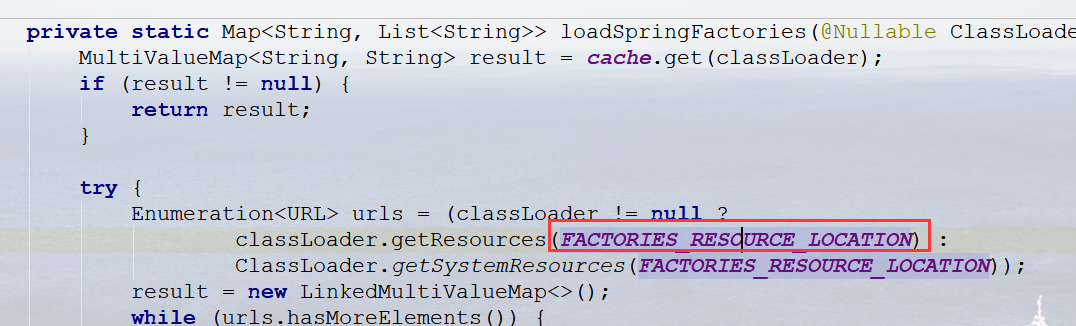 private static Map<String, List<String>> loadSpringFactories(@Nullable ClassLoade
MultiValueMap<String, String> result = cache.get(classLoader);
if (result != null) {
return result;
}
try {
Enumeration<URL> urls = (classLoader != null ?
classLoader.getResources(FACTORIES_RESOURCE_LOCATION) :
ClassLoader.getSystemResources(FACTORIES_RESOURCE_LOCATION));
result = new LinkedMultiValueMap<>();
while (urls.hasMoreElements()) {